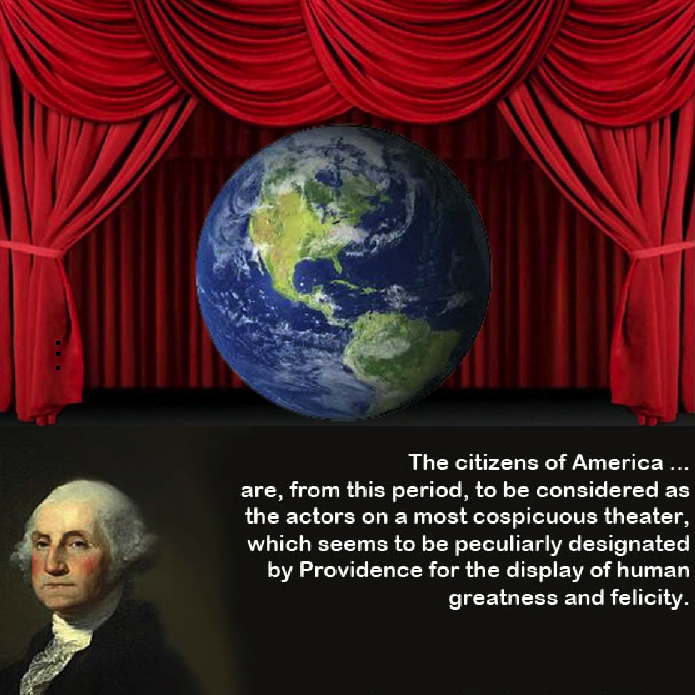 The citizens of America ...
are, from this period, to be considered as
the actors on a most cospicuous theater,
which seems to be peculiarly designated
by Providence for the display of human
greatness and felicity.